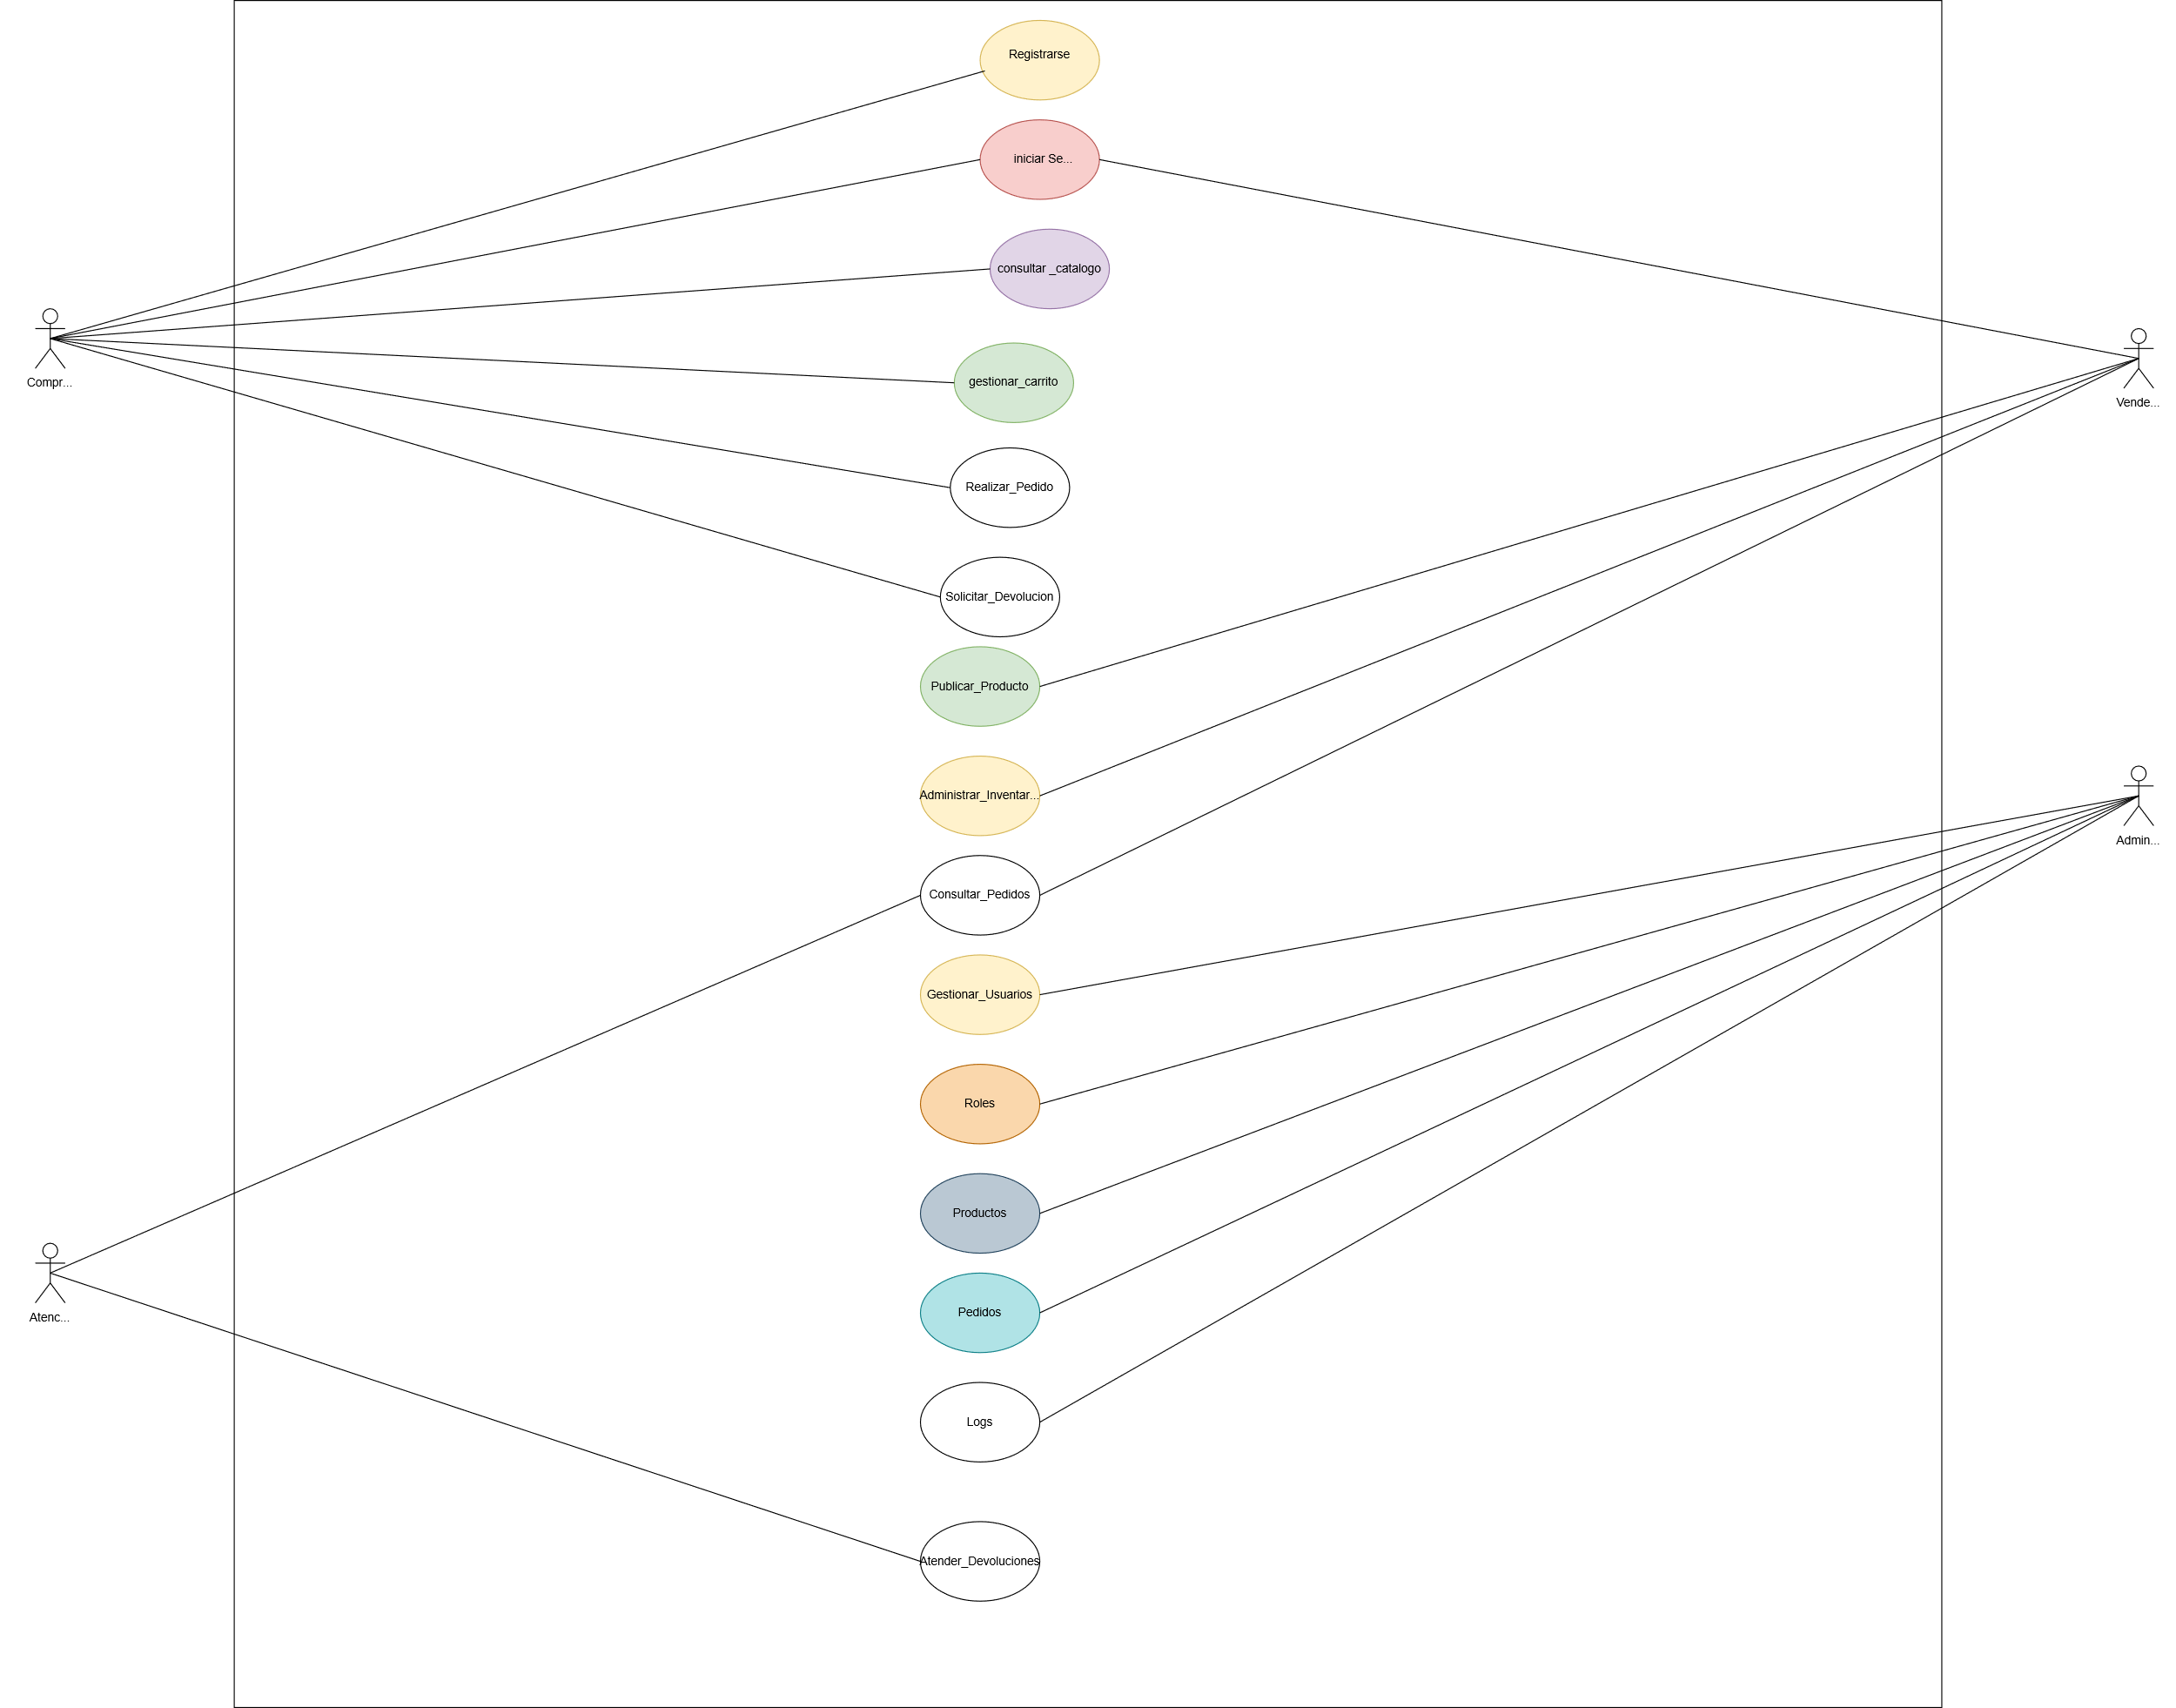 Registrarse
iniciar Se...
consultar _catalogo
Compr...
gestionar_carrito
Vende...
Realizar_Pedido
Solicitar_Devolucion
Publicar_Producto
Administrar_Inventar...
Admin...
Consultar_Pedidos
Gestionar_Usuarios
Roles
Productos
Pedidos
Atenc...
Logs
Atender_Devoluciones